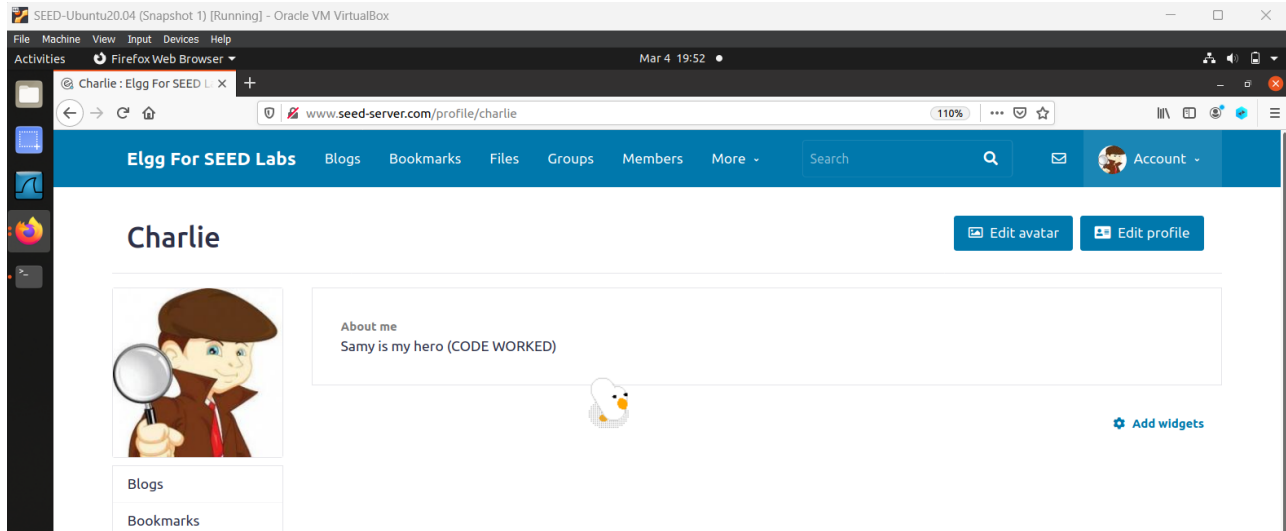 SEED-Ubuntu20.04 (Snapshot 1) [Running] - Oracle VM VirtualBox
File Machine View Input Devices Help
Activities Firefox Web Browser Mar 4 19:52
Charlie : Elgg For SEED L
www.seed-server.com/profile/charlie 110%
Elgg For SEED Labs Blogs Bookmarks Files Groups Members More Search Account
Charlie Edit avatar Edit profile
About me
Samy is my hero (CODE WORKED)
Add widgets
Blogs
Bookmarks